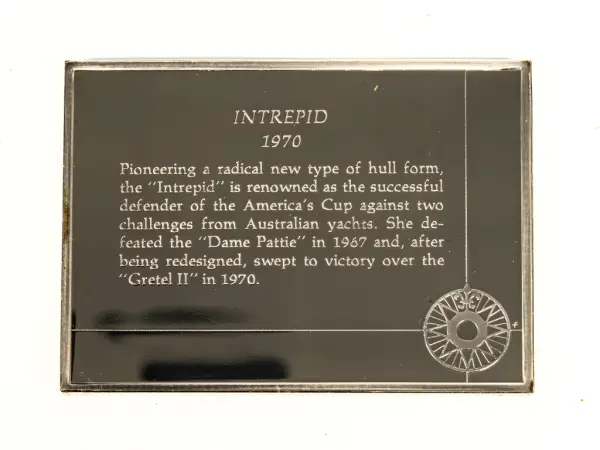 INTREPID
1970
Pioneering a radical new type of hull form,
the "Intrepid" is renowned as the successful
defender of the America's Cup against two
challenges from Australian yachts. She de-
feated the "Dame Pattie" in 1967 and, after
being redesigned, swept to victory over the
"Gretel II" in 1970.